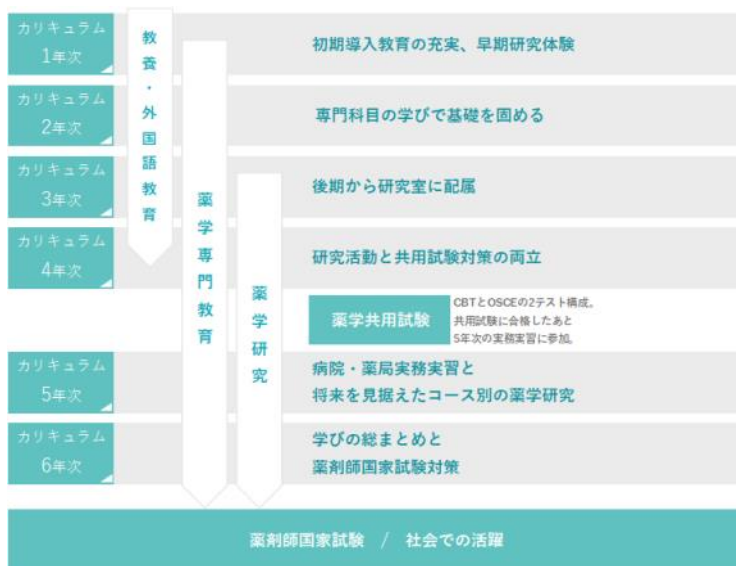 カリキュラム
1年次
初期導入教育の充実、早期研究体験
カリキュラム
2年次
専門科目の学びで基礎を固める
カリキュラム
3年次
後期から研究室に配属
カリキュラム
4年次
研究活動と共用試験対策の両立
教養・外国語教育
薬学専門教育
薬学研究
薬学共用試験
CBTとOSCEの2テスト構成。
共用試験に合格したあと
5年次の実務実習に参加。
カリキュラム
5年次
病院・薬局実務実習と
将来を見据えたコース別の薬学研究
カリキュラム
6年次
学びの総まとめと
薬剤師国家試験対策
薬剤師国家試験 / 社会での活躍